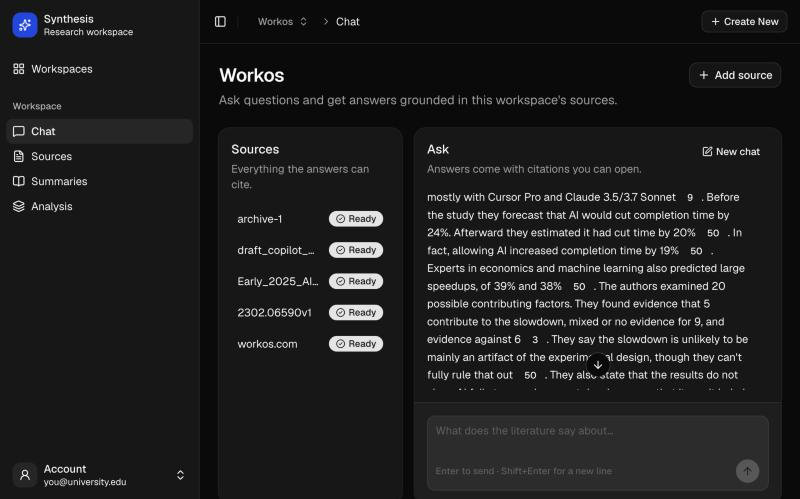 Synthesis
Research workspace
Workspaces
Workspace
Chat
Sources
Summaries
Analysis
Account
you@university.edu
Workos
Chat
Create New
Workos
Add source
Ask questions and get answers grounded in this workspace's sources.
Sources
Everything the answers can
cite.
archive-1 Ready
draft_copilot_... Ready
Early_2025_AI... Ready
2302.06590v1 Ready
workos.com Ready
Ask
New chat
Answers come with citations you can open.
mostly with Cursor Pro and Claude 3.5/3.7 Sonnet 9 . Before
the study they forecast that AI would cut completion time by
24%. Afterward they estimated it had cut time by 20% 50 . In
fact, allowing AI increased completion time by 19% 50 .
Experts in economics and machine learning also predicted large
speedups, of 39% and 38% 50 . The authors examined 20
possible contributing factors. They found evidence that 5
contribute to the slowdown, mixed or no evidence for 9, and
evidence against 6 3 . They say the slowdown is unlikely to be
mainly an artifact of the experimental design, though they can't
fully rule that out 50 . They also state that the results do not
What does the literature say about...
Enter to send · Shift+Enter for a new line